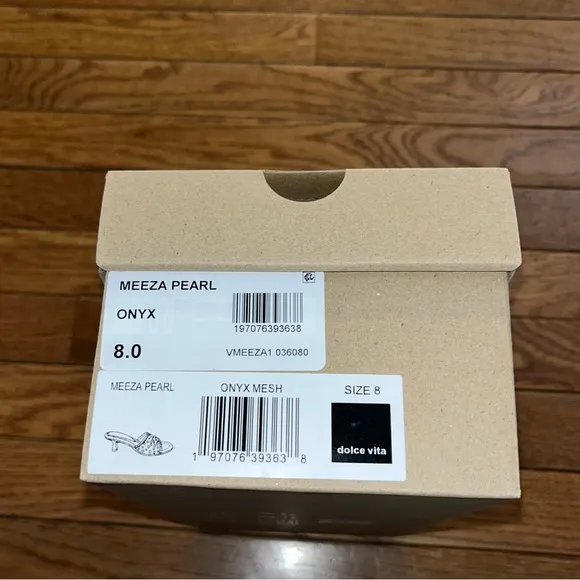 MEEZA PEARL
ONYX
197076393638
8.0
VMEEZA1 036080
MEEZA PEARL
ONYX MESH
SIZE 8
1 97076 39363 8
dolce vita